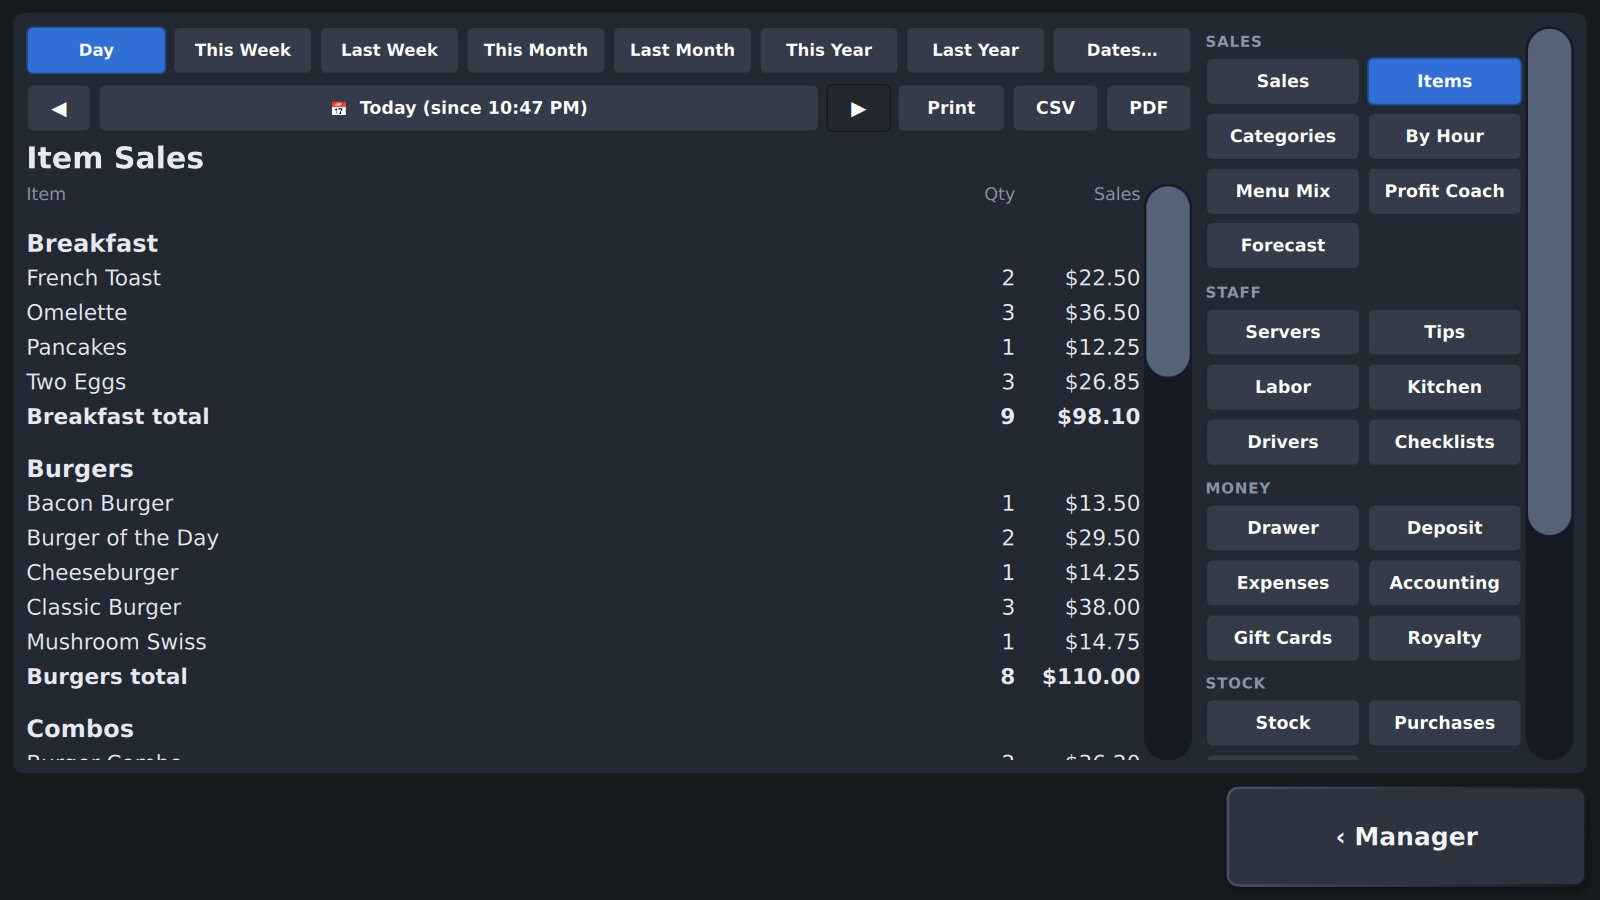 Day This Week Last Week This Month Last Month This Year Last Year Dates...
◀ Today (since 10:47 PM) ▶ Print CSV PDF
Item Sales
Item Qty Sales
Breakfast
French Toast 2 $22.50
Omelette 3 $36.50
Pancakes 1 $12.25
Two Eggs 3 $26.85
Breakfast total 9 $98.10
Burgers
Bacon Burger 1 $13.50
Burger of the Day 2 $29.50
Cheeseburger 1 $14.25
Classic Burger 3 $38.00
Mushroom Swiss 1 $14.75
Burgers total 8 $110.00
Combos
Burger Combo
SALES
Sales Items
Categories By Hour
Menu Mix Profit Coach
Forecast
STAFF
Servers Tips
Labor Kitchen
Drivers Checklists
MONEY
Drawer Deposit
Expenses Accounting
Gift Cards Royalty
STOCK
Stock Purchases
‹ Manager